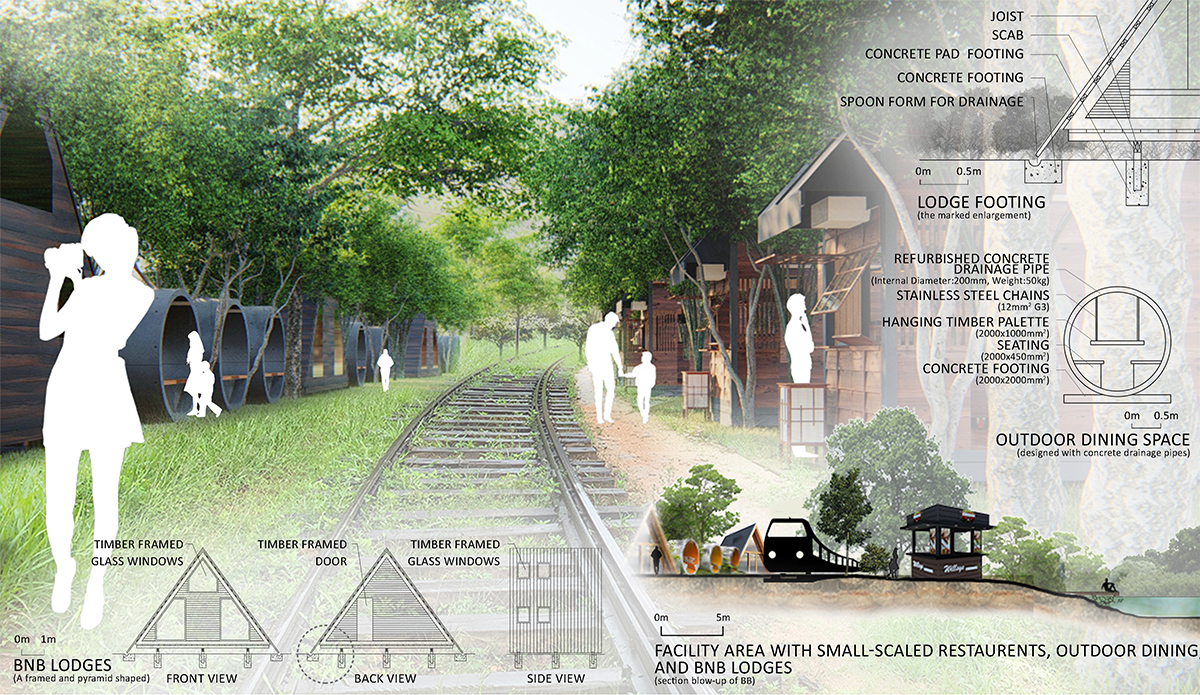 JOIST
SCAB
CONCRETE PAD FOOTING
CONCRETE FOOTING
SPOON FORM FOR DRAINAGE
0m 0.5m
LODGE FOOTING
(the marked enlargement)
REFURBISHED CONCRETE
DRAINAGE PIPE
(Internal Diameter:200mm, Weight:50kg)
STAINLESS STEEL CHAINS
(12mm² G3)
HANGING TIMBER PALETTE
(2000x1000mm²)
SEATING
(2000x450mm²)
CONCRETE FOOTING
(2000x2000mm²)
0m 0.5m
OUTDOOR DINING SPACE
(designed with concrete drainage pipes)
TIMBER FRAMED
GLASS WINDOWS
TIMBER FRAMED
DOOR
TIMBER FRAMED
GLASS WINDOWS
0m 1m
BNB LODGES
(A framed and pyramid shaped)
FRONT VIEW
BACK VIEW
SIDE VIEW
0m 5m
FACILITY AREA WITH SMALL-SCALED RESTAURENTS, OUTDOOR DINING
AND BNB LODGES
(section blow-up of BB)